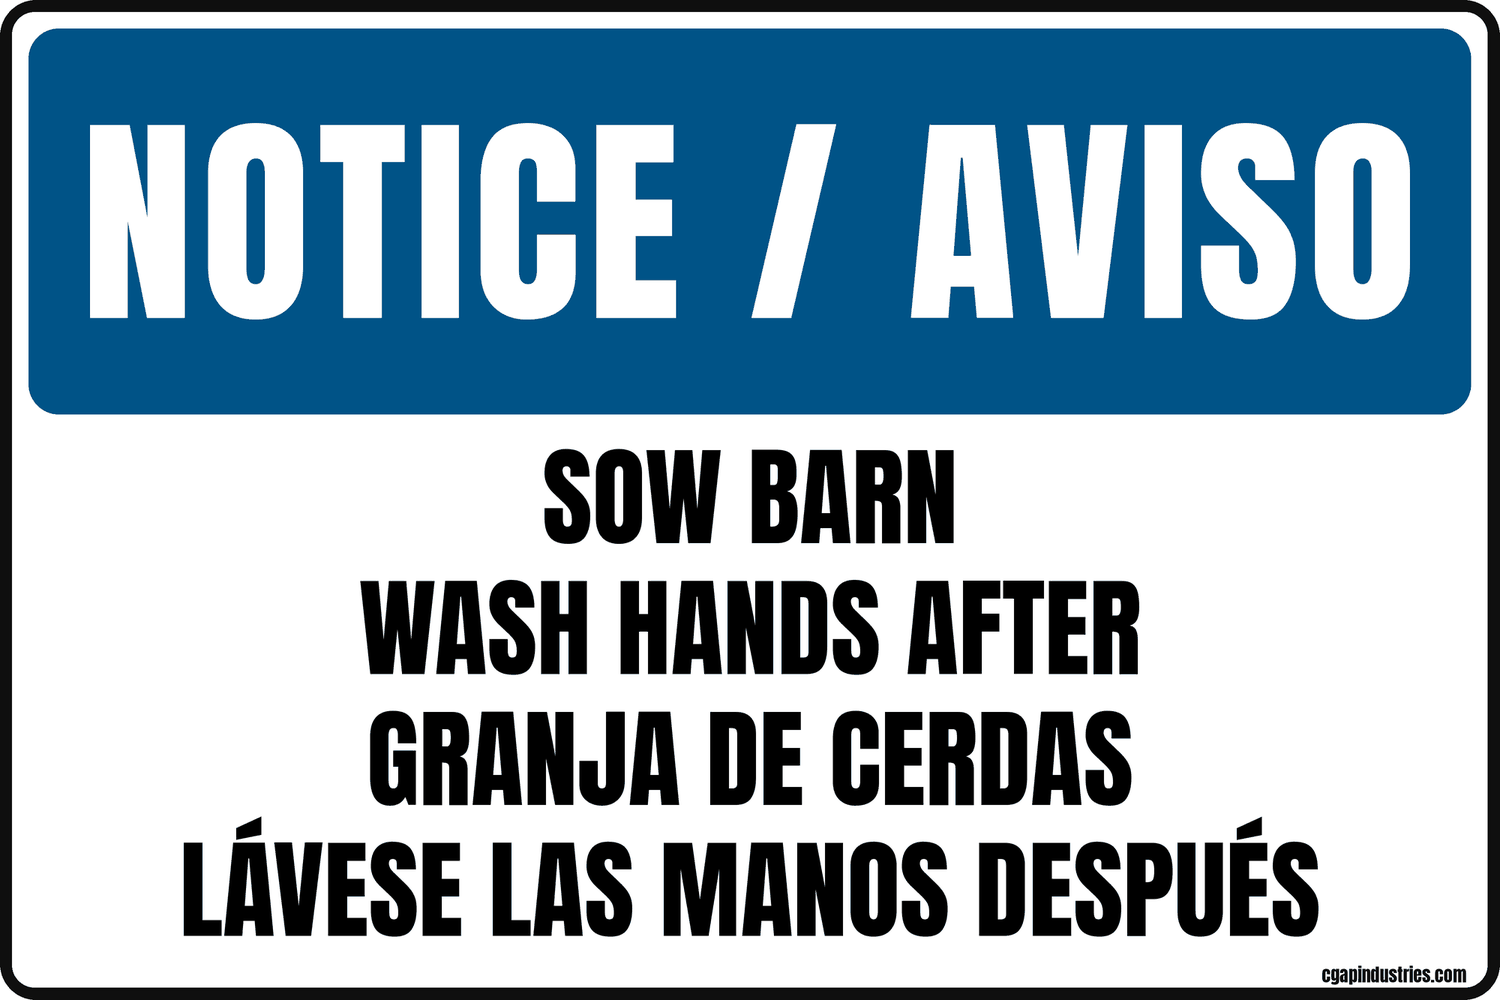 NOTICE / AVISO
SOW BARN
WASH HANDS AFTER
GRANJA DE CERDAS
LÁVESE LAS MANOS DESPUÉS
cgapindustries.com